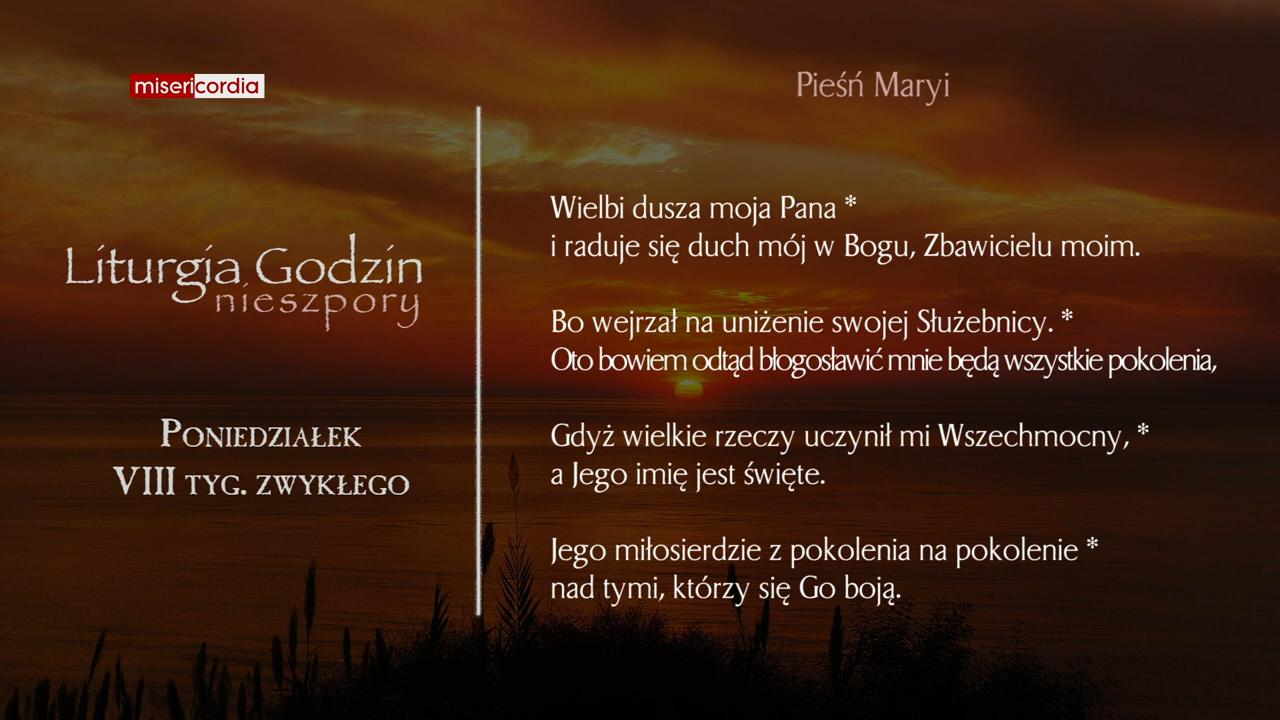 misericordia
Liturgia Godzin
nieszpory
Poniedziałek
VIII tyg. zwykłego
Pieśń Maryi
Wielbi dusza moja Pana *
i raduje się duch mój w Bogu, Zbawicielu moim.
Bo wejrzał na uniżenie swojej Służebnicy. *
Oto bowiem odtąd błogosławić mnie będą wszystkie pokolenia,
Gdyż wielkie rzeczy uczynił mi Wszechmocny, *
a Jego imię jest święte.
Jego miłosierdzie z pokolenia na pokolenie *
nad tymi, którzy się Go boją.